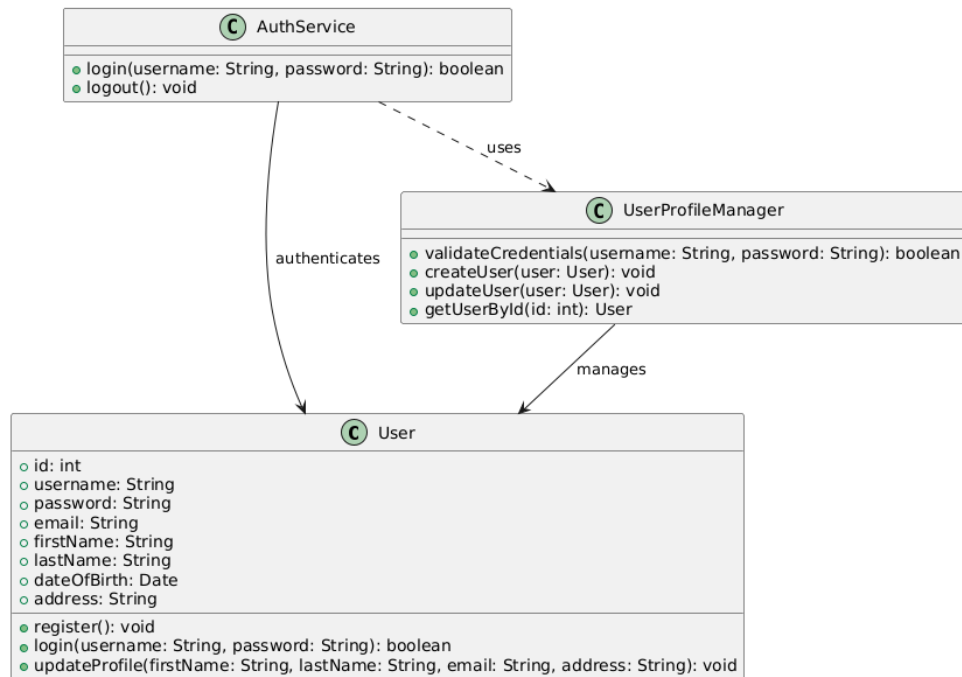 C AuthService
login(username: String, password: String): boolean
logout(): void
uses
C UserProfileManager
authenticates
validateCredentials(username: String, password: String): boolean
createUser(user: User): void
updateUser(user: User): void
getUserById(id: int): User
manages
C User
id: int
username: String
password: String
email: String
firstName: String
lastName: String
dateOfBirth: Date
address: String
register(): void
login(username: String, password: String): boolean
updateProfile(firstName: String, lastName: String, email: String, address: String): void